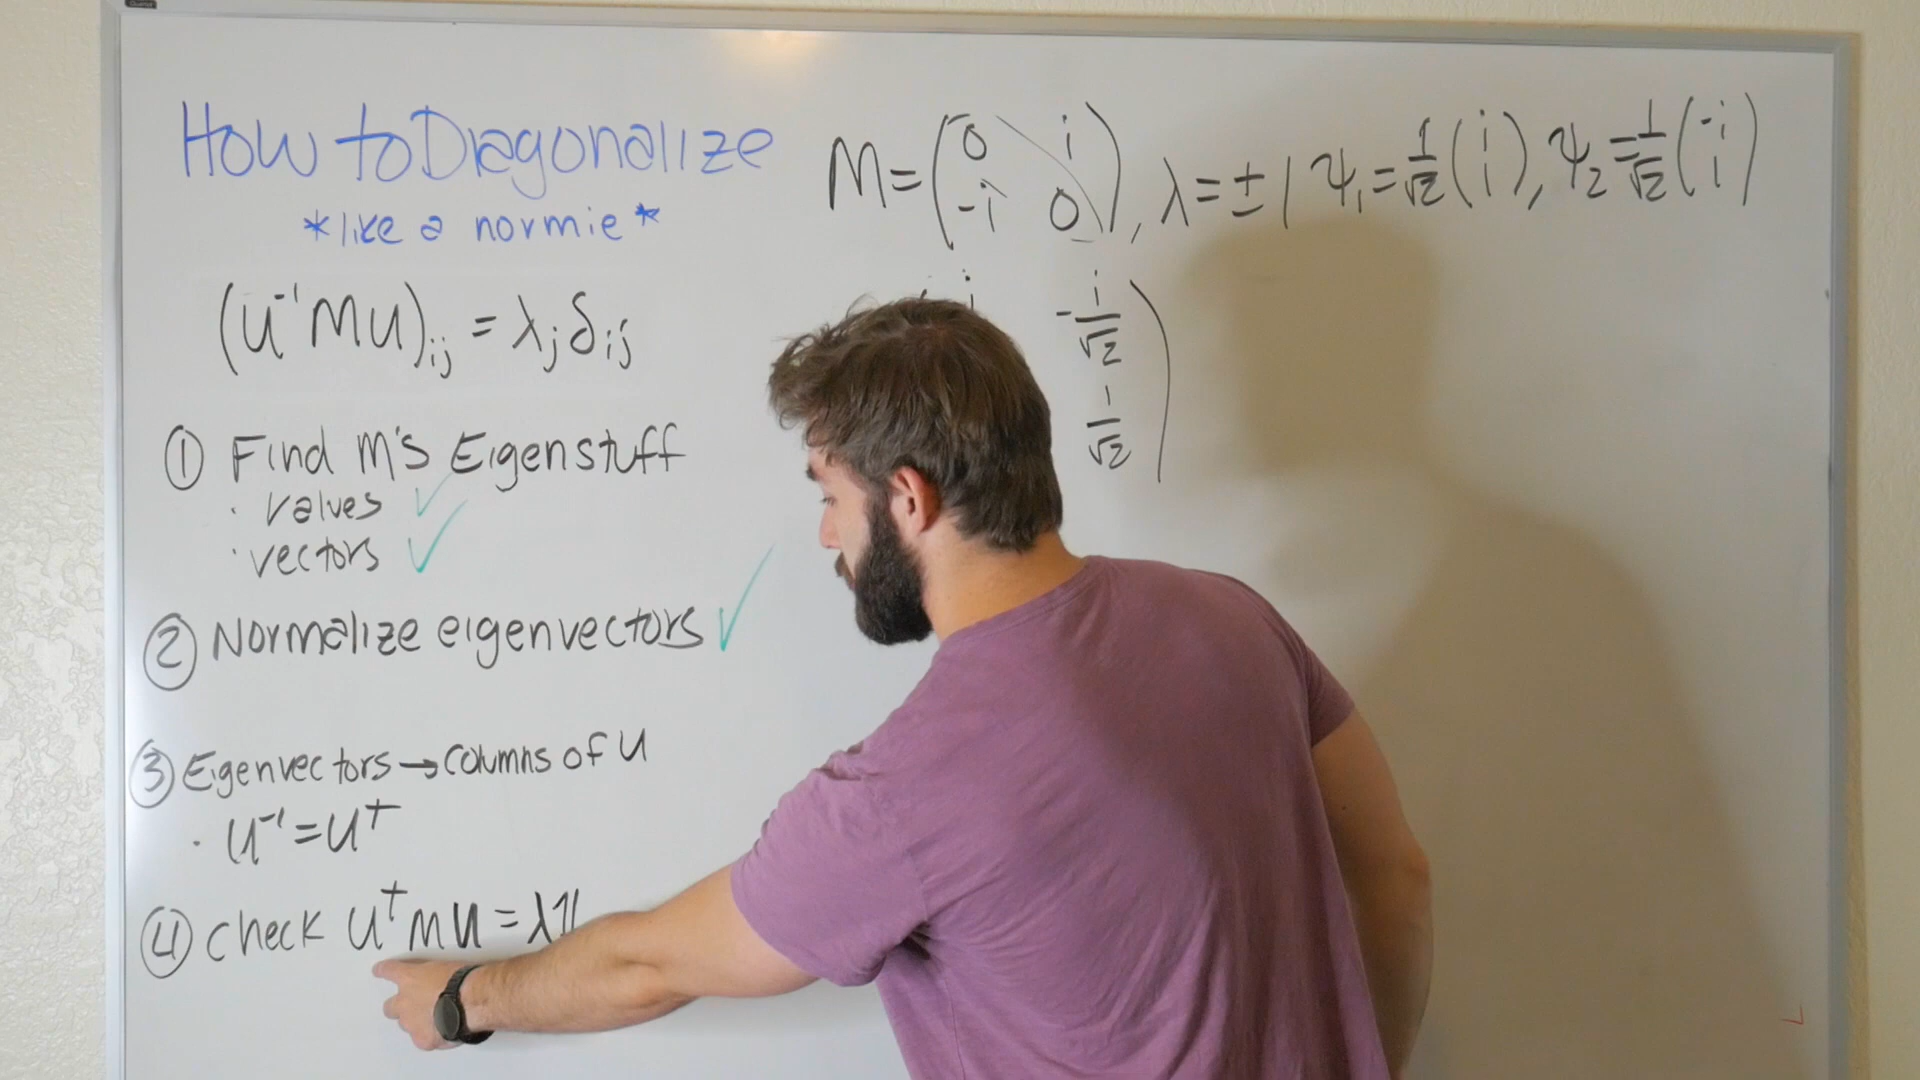 How to Diagonalize
*like a normie*
(U⁻¹MU)ᵢⱼ = λⱼδᵢⱼ
① Find M's Eigenstuff
· values ✓
· vectors ✓
② Normalize eigenvectors ✓
③ Eigenvectors → columns of U
· U⁻¹ = U†
④ check U†MU = λ𝟙
M = (0 i; -i 0), λ = ±1 ψ₁ = 1/√2 (i 1), ψ₂ = 1/√2 (-i 1)
i -i/√2
1/√2 )